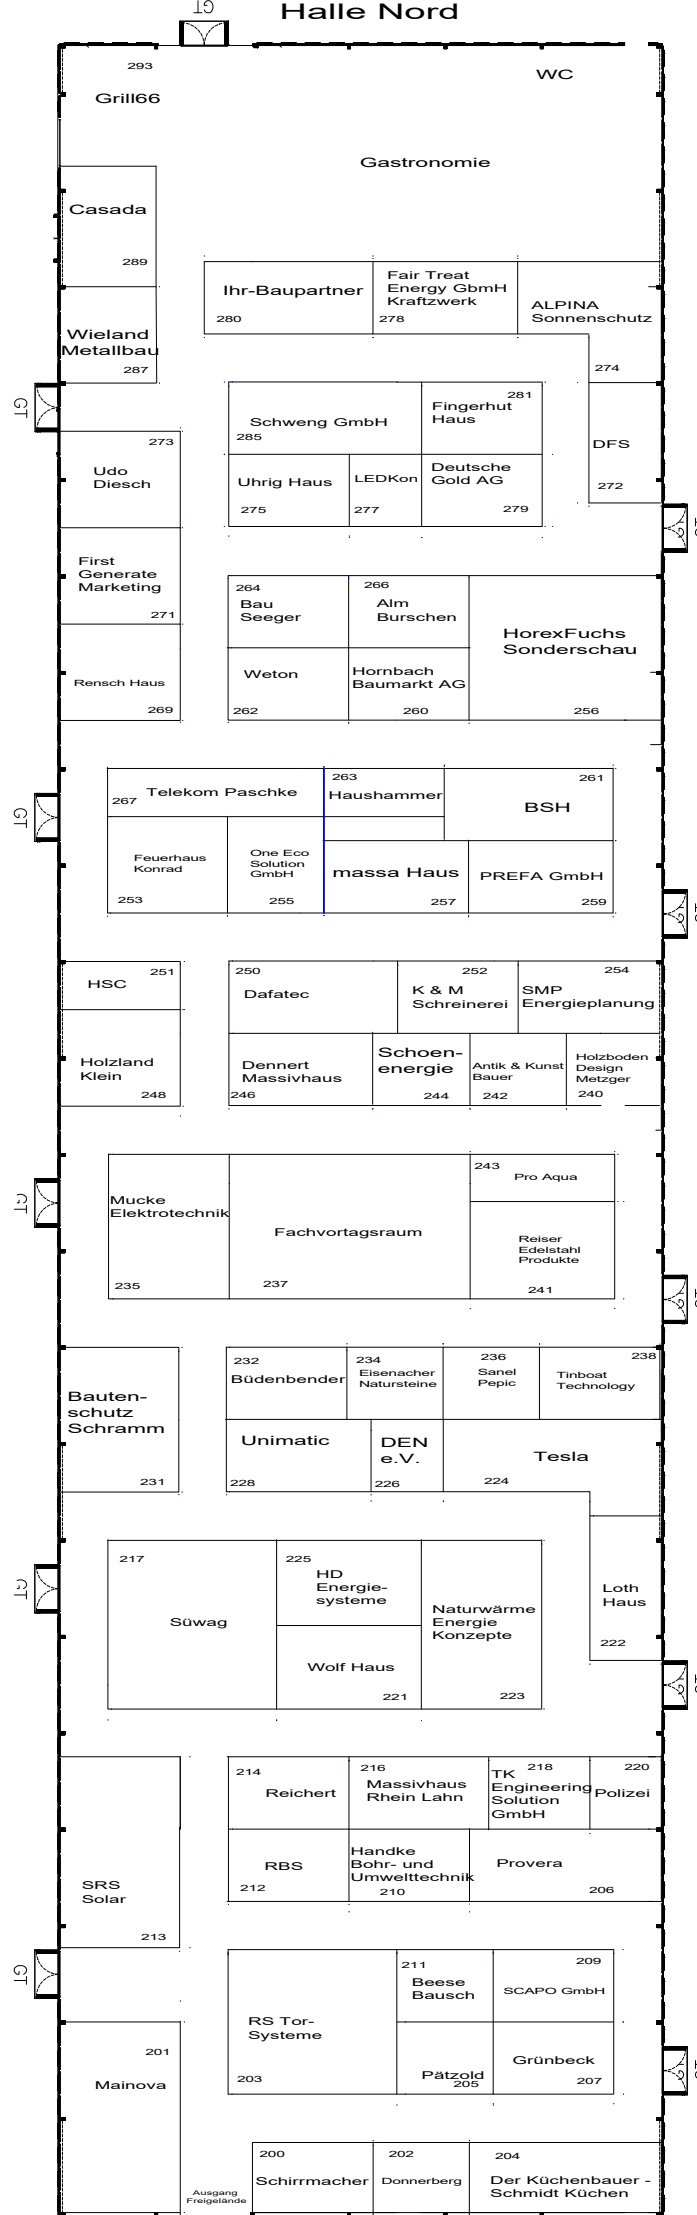 GT
Halle Nord
293
Grill66
WC
Gastronomie
Casada
289
Wieland
Metallbau
287
Ihr-Baupartner
280
Fair Treat
Energy GbmH
Kraftzwerk
278
ALPINA
Sonnenschutz
274
GT
Schweng GmbH
285
281
Fingerhut
Haus
DFS
272
273
Udo
Diesch
Uhrig Haus
275
LEDKon
277
Deutsche
Gold AG
279
GT
First
Generate
Marketing
271
264
Bau
Seeger
266
Alm
Burschen
HorexFuchs
Sonderschau
256
Rensch Haus
269
Weton
262
Hornbach
Baumarkt AG
260
GT
Telekom Paschke
267
263
Haushammer
261
BSH
Feuerhaus
Konrad
253
One Eco
Solution
GmbH
255
massa Haus
257
PREFA GmbH
259
GT
251
HSC
250
Dafatec
252
K & M
Schreinerei
254
SMP
Energieplanung
Holzland
Klein
248
Dennert
Massivhaus
246
Schoen-
energie
244
Antik & Kunst
Bauer
242
Holzboden
Design
Metzger
240
GT
Mucke
Elektrotechnik
235
Fachvortagsraum
237
243
Pro Aqua
Reiser
Edelstahl
Produkte
241
GT
Bauten-
schutz
Schramm
231
232
Büdenbender
234
Eisenacher
Natursteine
236
Sanel
Pepic
238
Tinboat
Technology
Unimatic
228
DEN
e.V.
226
Tesla
224
GT
217
Süwag
225
HD
Energie-
systeme
Naturwärme
Energie
Konzepte
223
Loth
Haus
222
Wolf Haus
221
GT
SRS
Solar
213
214
Reichert
216
Massivhaus
Rhein Lahn
218
TK
Engineering
Solution
GmbH
220
Polizei
RBS
212
Handke
Bohr- und
Umwelttechnik
210
Provera
206
GT
RS Tor-
Systeme
203
211
Beese
Bausch
209
SCAPO GmbH
201
Mainova
Pätzold
205
Grünbeck
207
GT
Ausgang
Freigelände
200
Schirrmacher
202
Donnerberg
204
Der Küchenbauer -
Schmidt Küchen